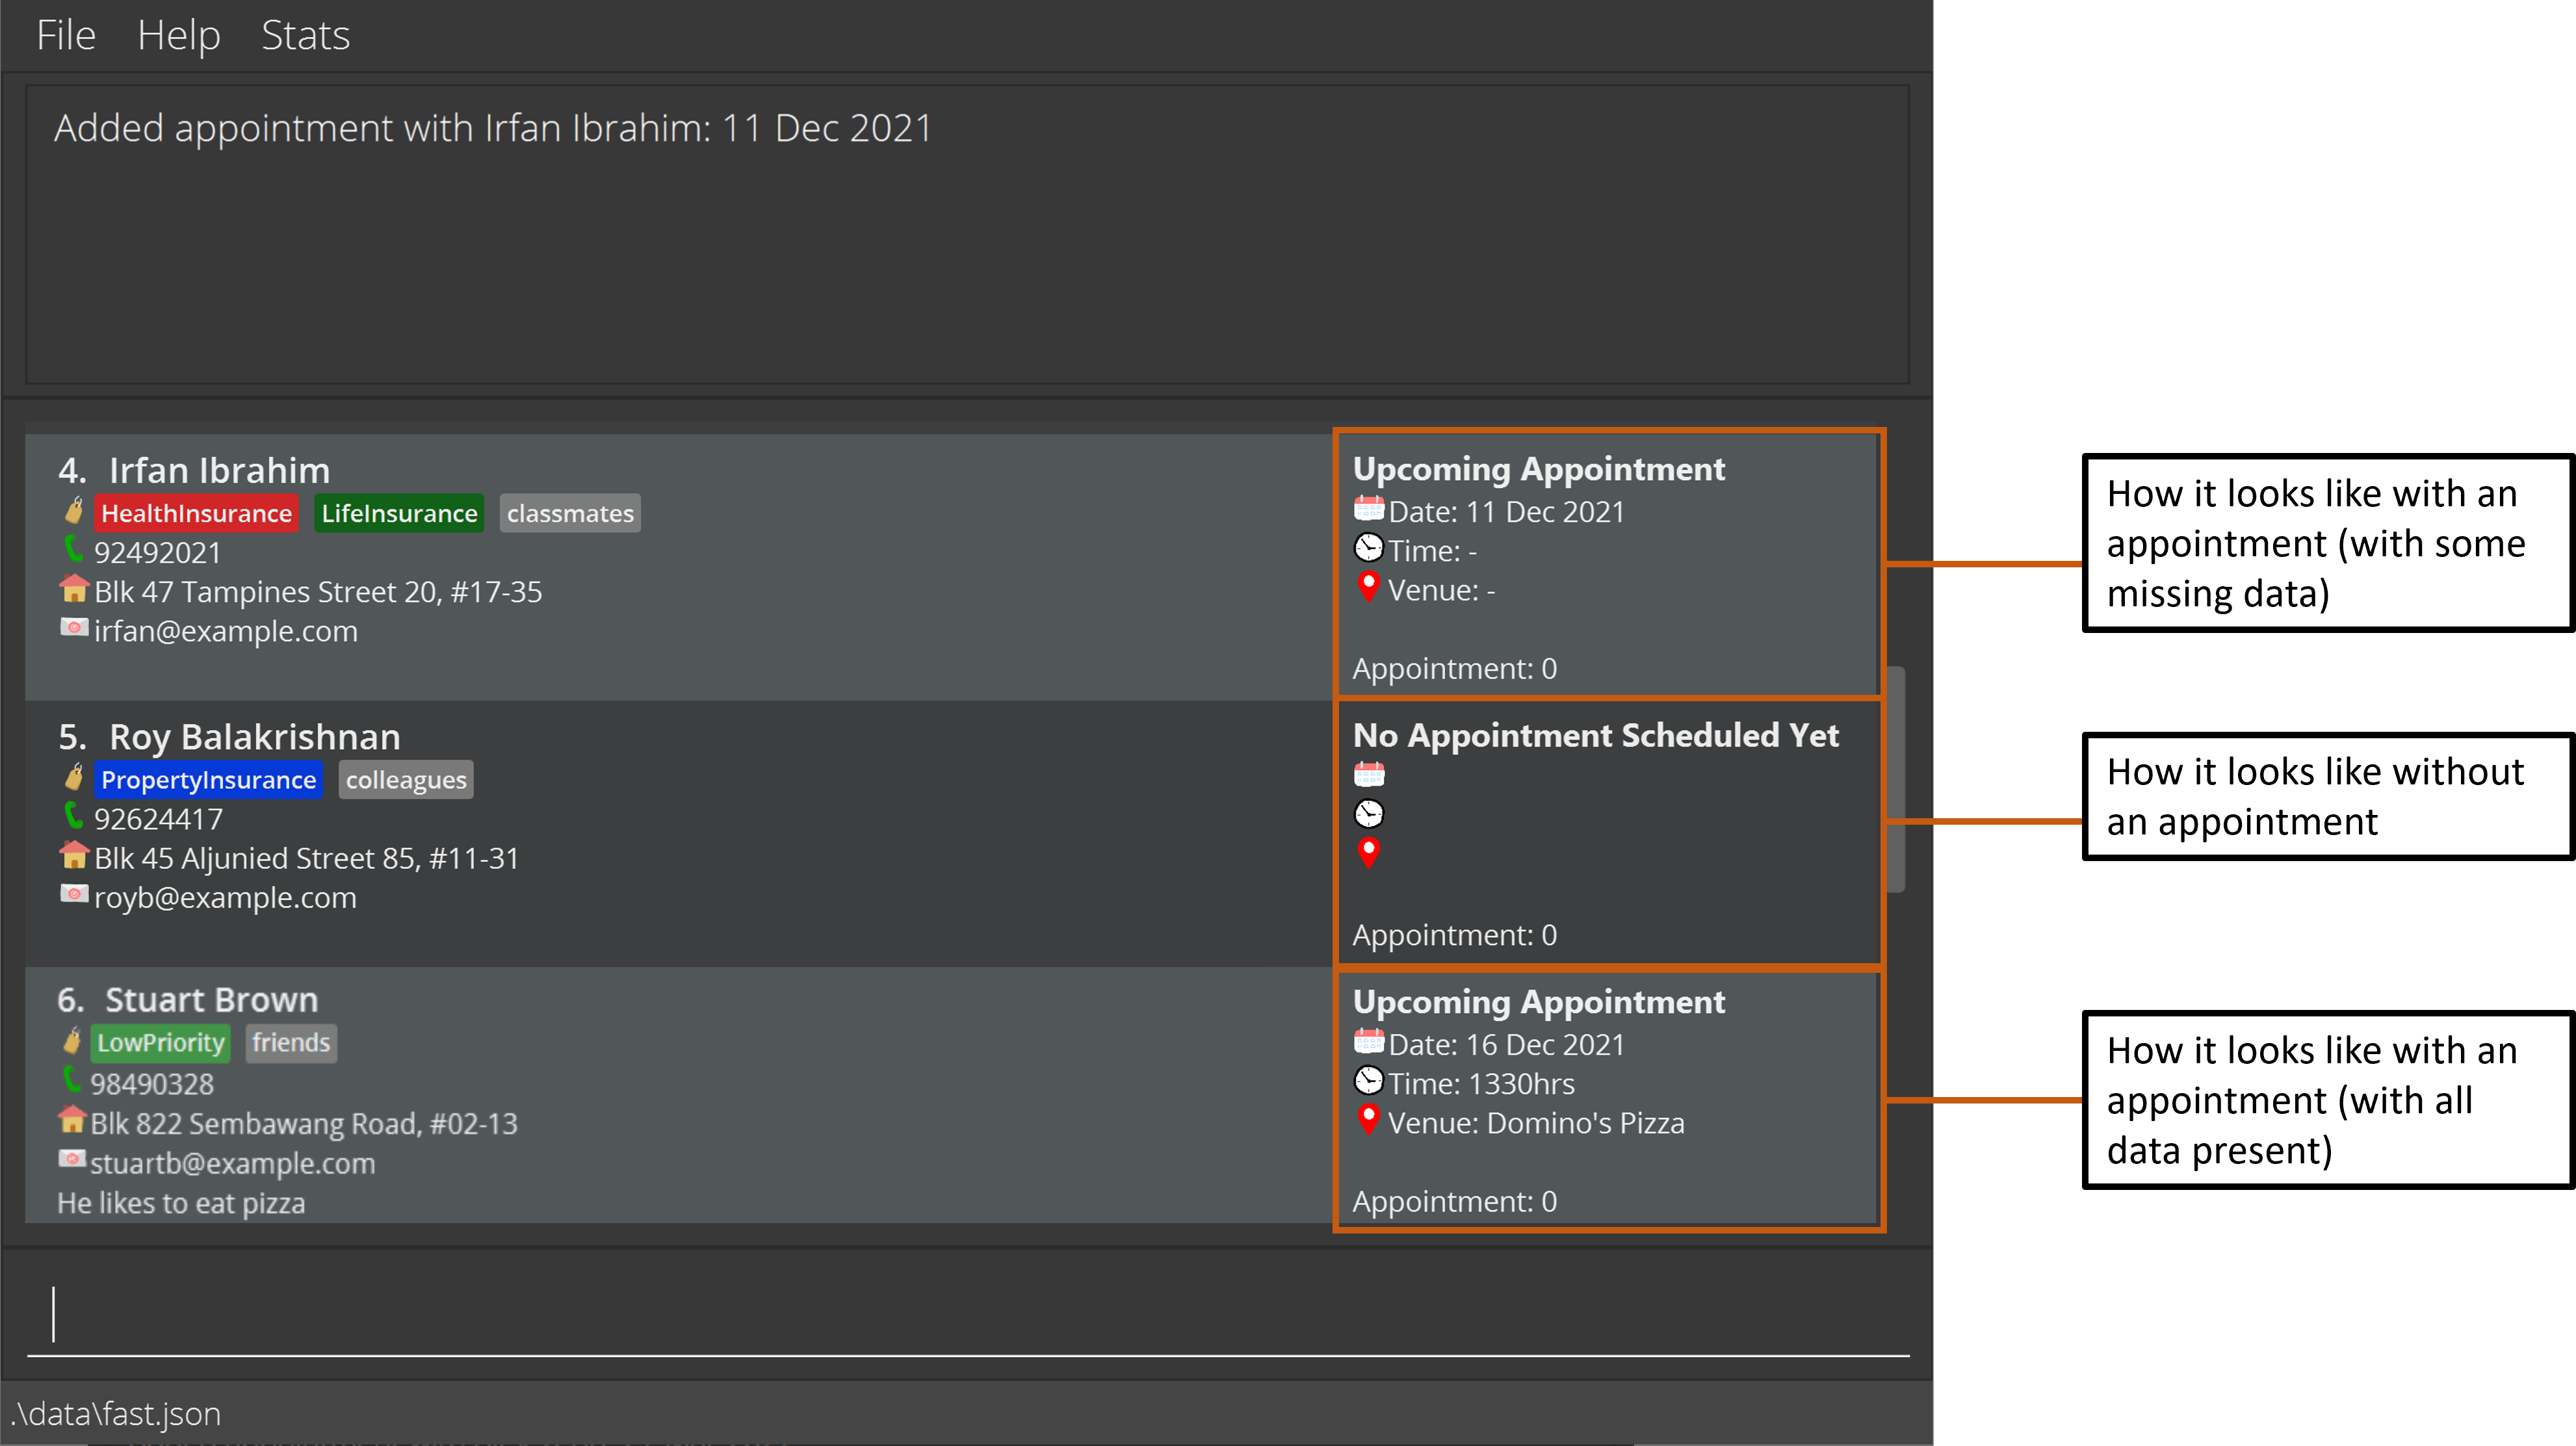 File Help Stats
Added appointment with Irfan Ibrahim: 11 Dec 2021
4. Irfan Ibrahim
HealthInsurance LifeInsurance classmates
92492021
Blk 47 Tampines Street 20, #17-35
irfan@example.com
Upcoming Appointment
Date: 11 Dec 2021
Time: -
Venue: -
Appointment: 0
How it looks like with an
appointment (with some
missing data)
5. Roy Balakrishnan
PropertyInsurance colleagues
92624417
Blk 45 Aljunied Street 85, #11-31
royb@example.com
No Appointment Scheduled Yet
Appointment: 0
How it looks like without
an appointment
6. Stuart Brown
LowPriority friends
98490328
Blk 822 Sembawang Road, #02-13
stuartb@example.com
He likes to eat pizza
Upcoming Appointment
Date: 16 Dec 2021
Time: 1330hrs
Venue: Domino's Pizza
Appointment: 0
How it looks like with an
appointment (with all
data present)
.\data\fast.json